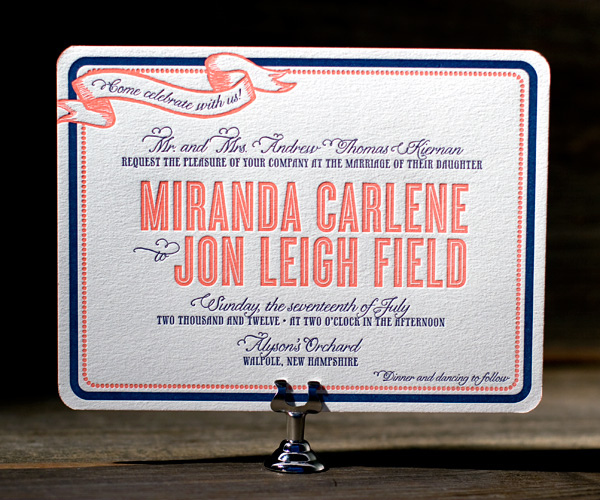 Come celebrate with us!
Mr. and Mrs. Andrew Thomas Kiernan
REQUEST THE PLEASURE OF YOUR COMPANY AT THE MARRIAGE OF THEIR DAUGHTER
MIRANDA CARLENE
to JON LEIGH FIELD
Sunday, the seventeenth of July
TWO THOUSAND AND TWELVE • AT TWO O'CLOCK IN THE AFTERNOON
Alyson's Orchard
WALPOLE, NEW HAMPSHIRE
Dinner and dancing to follow